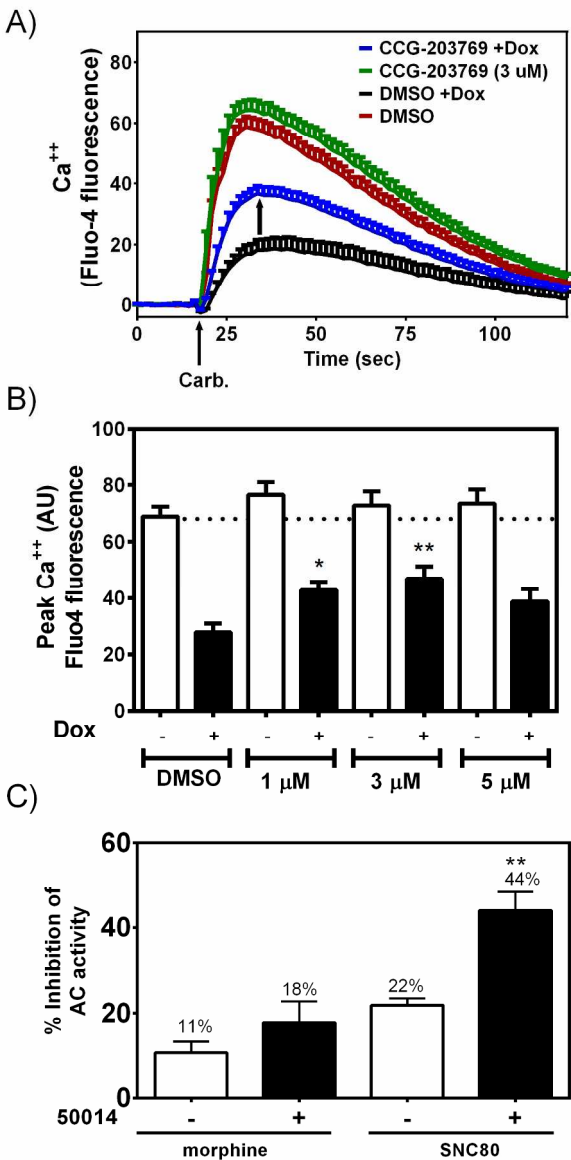 A)
CCG-203769 +Dox
CCG-203769 (3 uM)
DMSO +Dox
DMSO
80
60
40
20
0
Ca++
(Fluo-4 fluorescence)
0 25 50 75 100
Time (sec)
Carb.
B)
100
80
60
40
20
0
Peak Ca++ (AU)
Fluo4 fluorescence
*
**
Dox - + - + - + - +
DMSO 1 µM 3 µM 5 µM
C)
60
40
20
0
% Inhibition of
AC activity
11%
18%
22%
**
44%
50014 - + - +
morphine SNC80